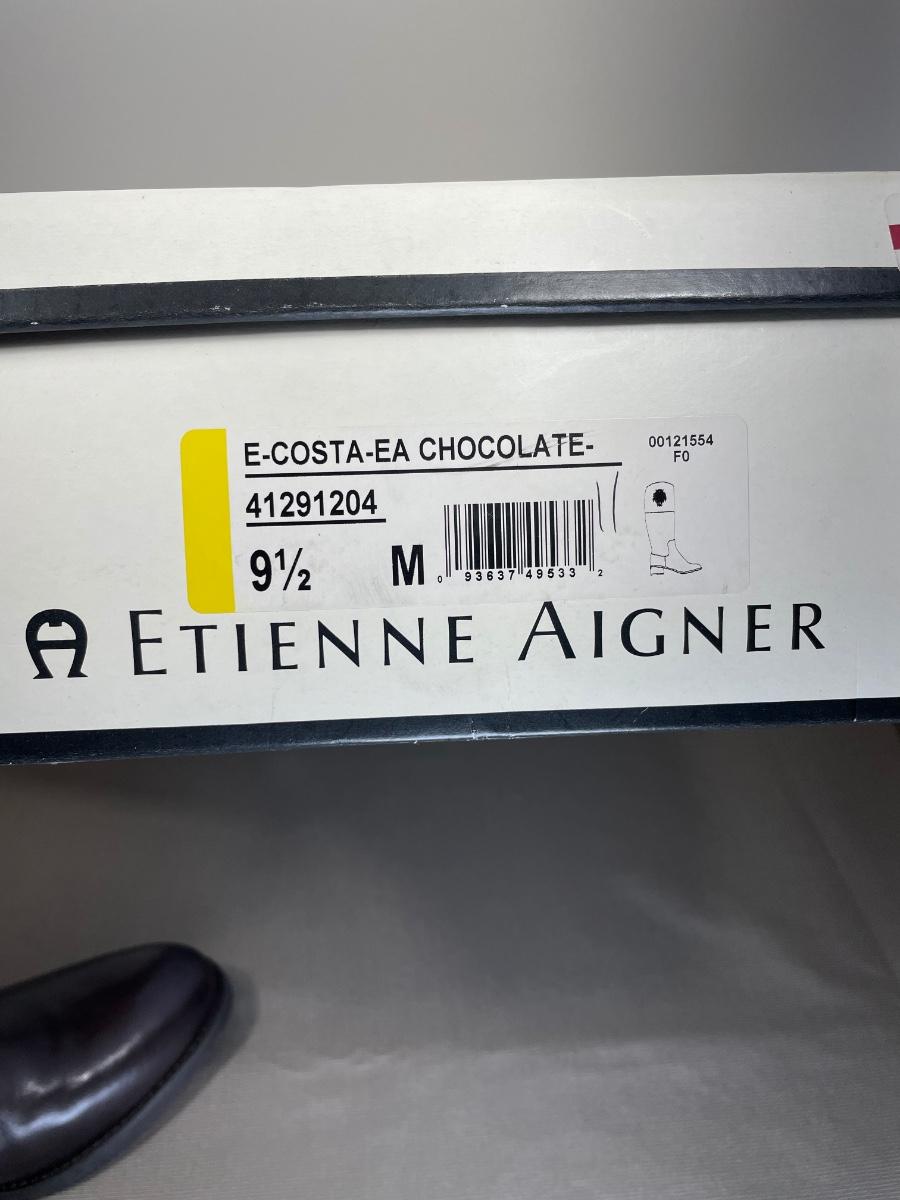 E-COSTA-EA CHOCOLATE-
00121554
F0
41291204
9½ M
0 93637 49533 2
ETIENNE AIGNER